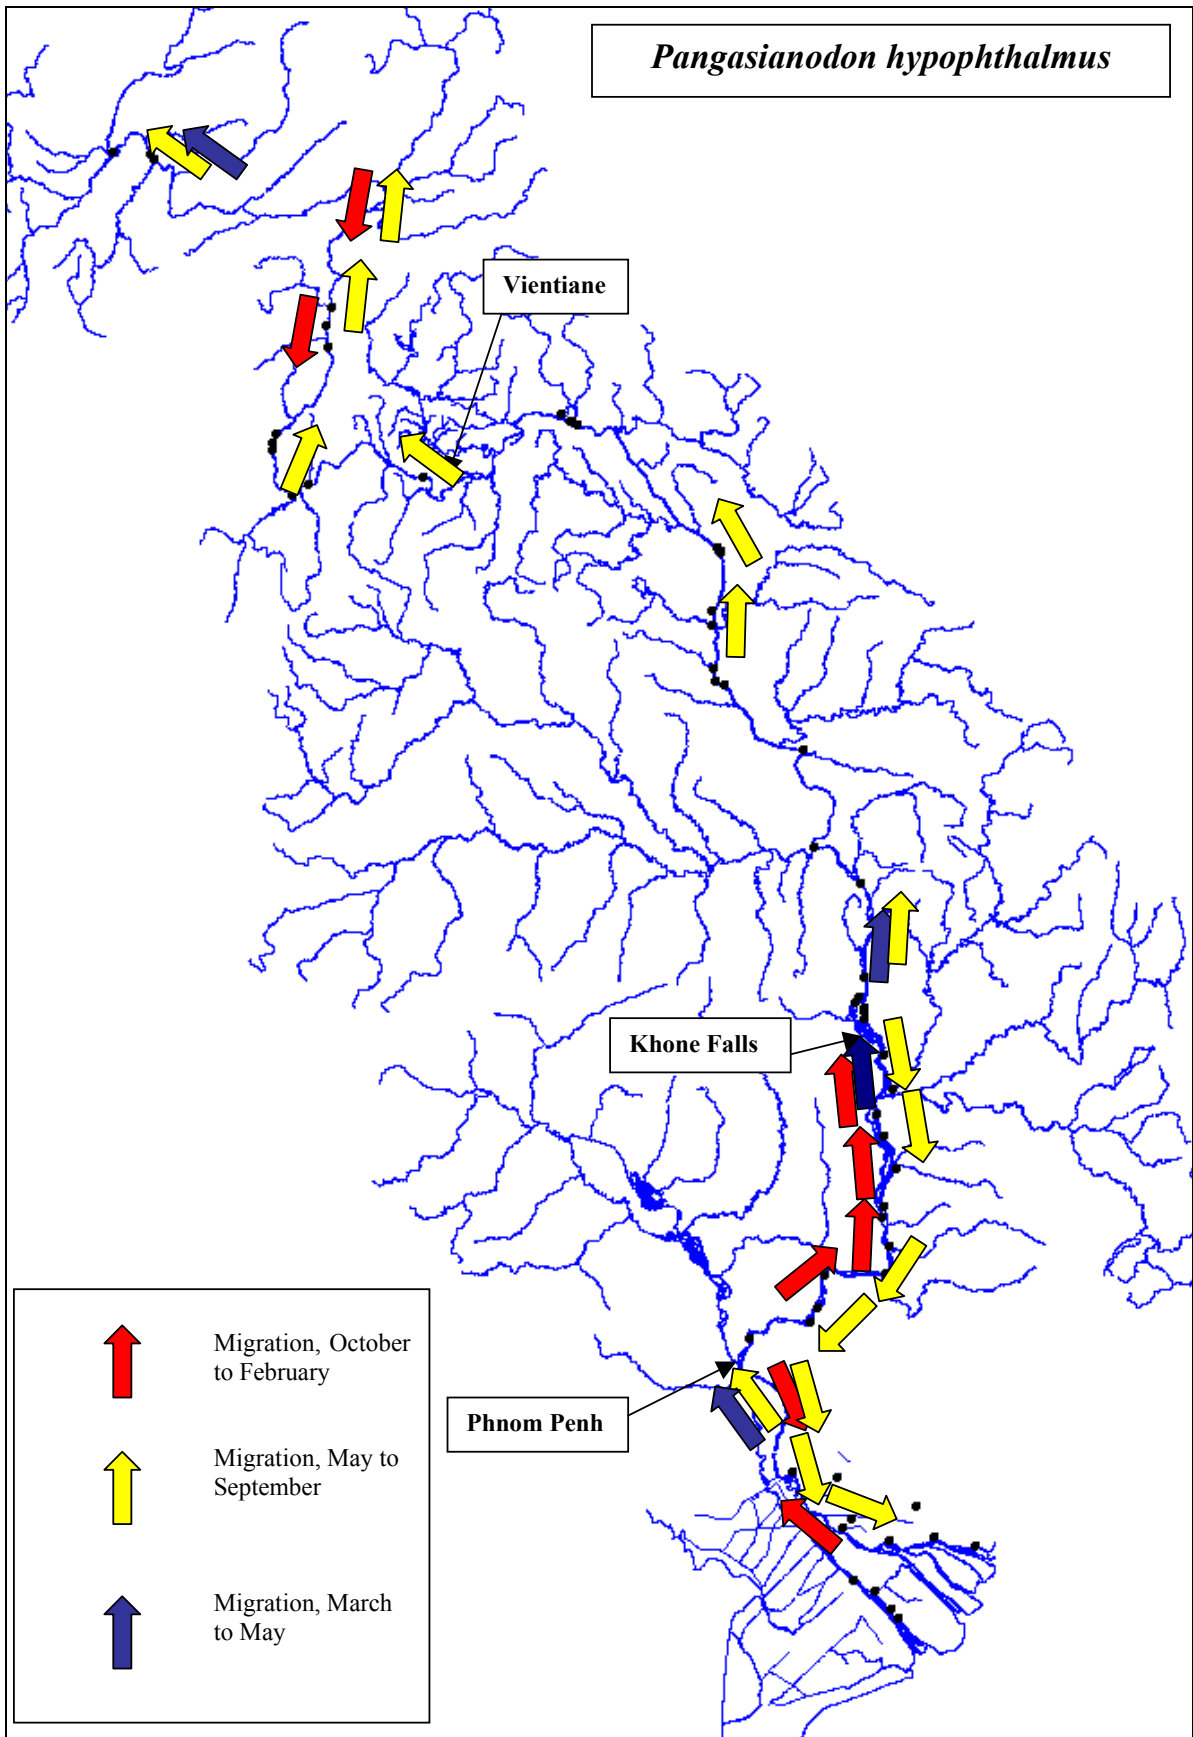 Pangasianodon hypophthalmus
Vientiane
Khone Falls
Phnom Penh
Migration, October
to February
Migration, May to
September
Migration, March
to May